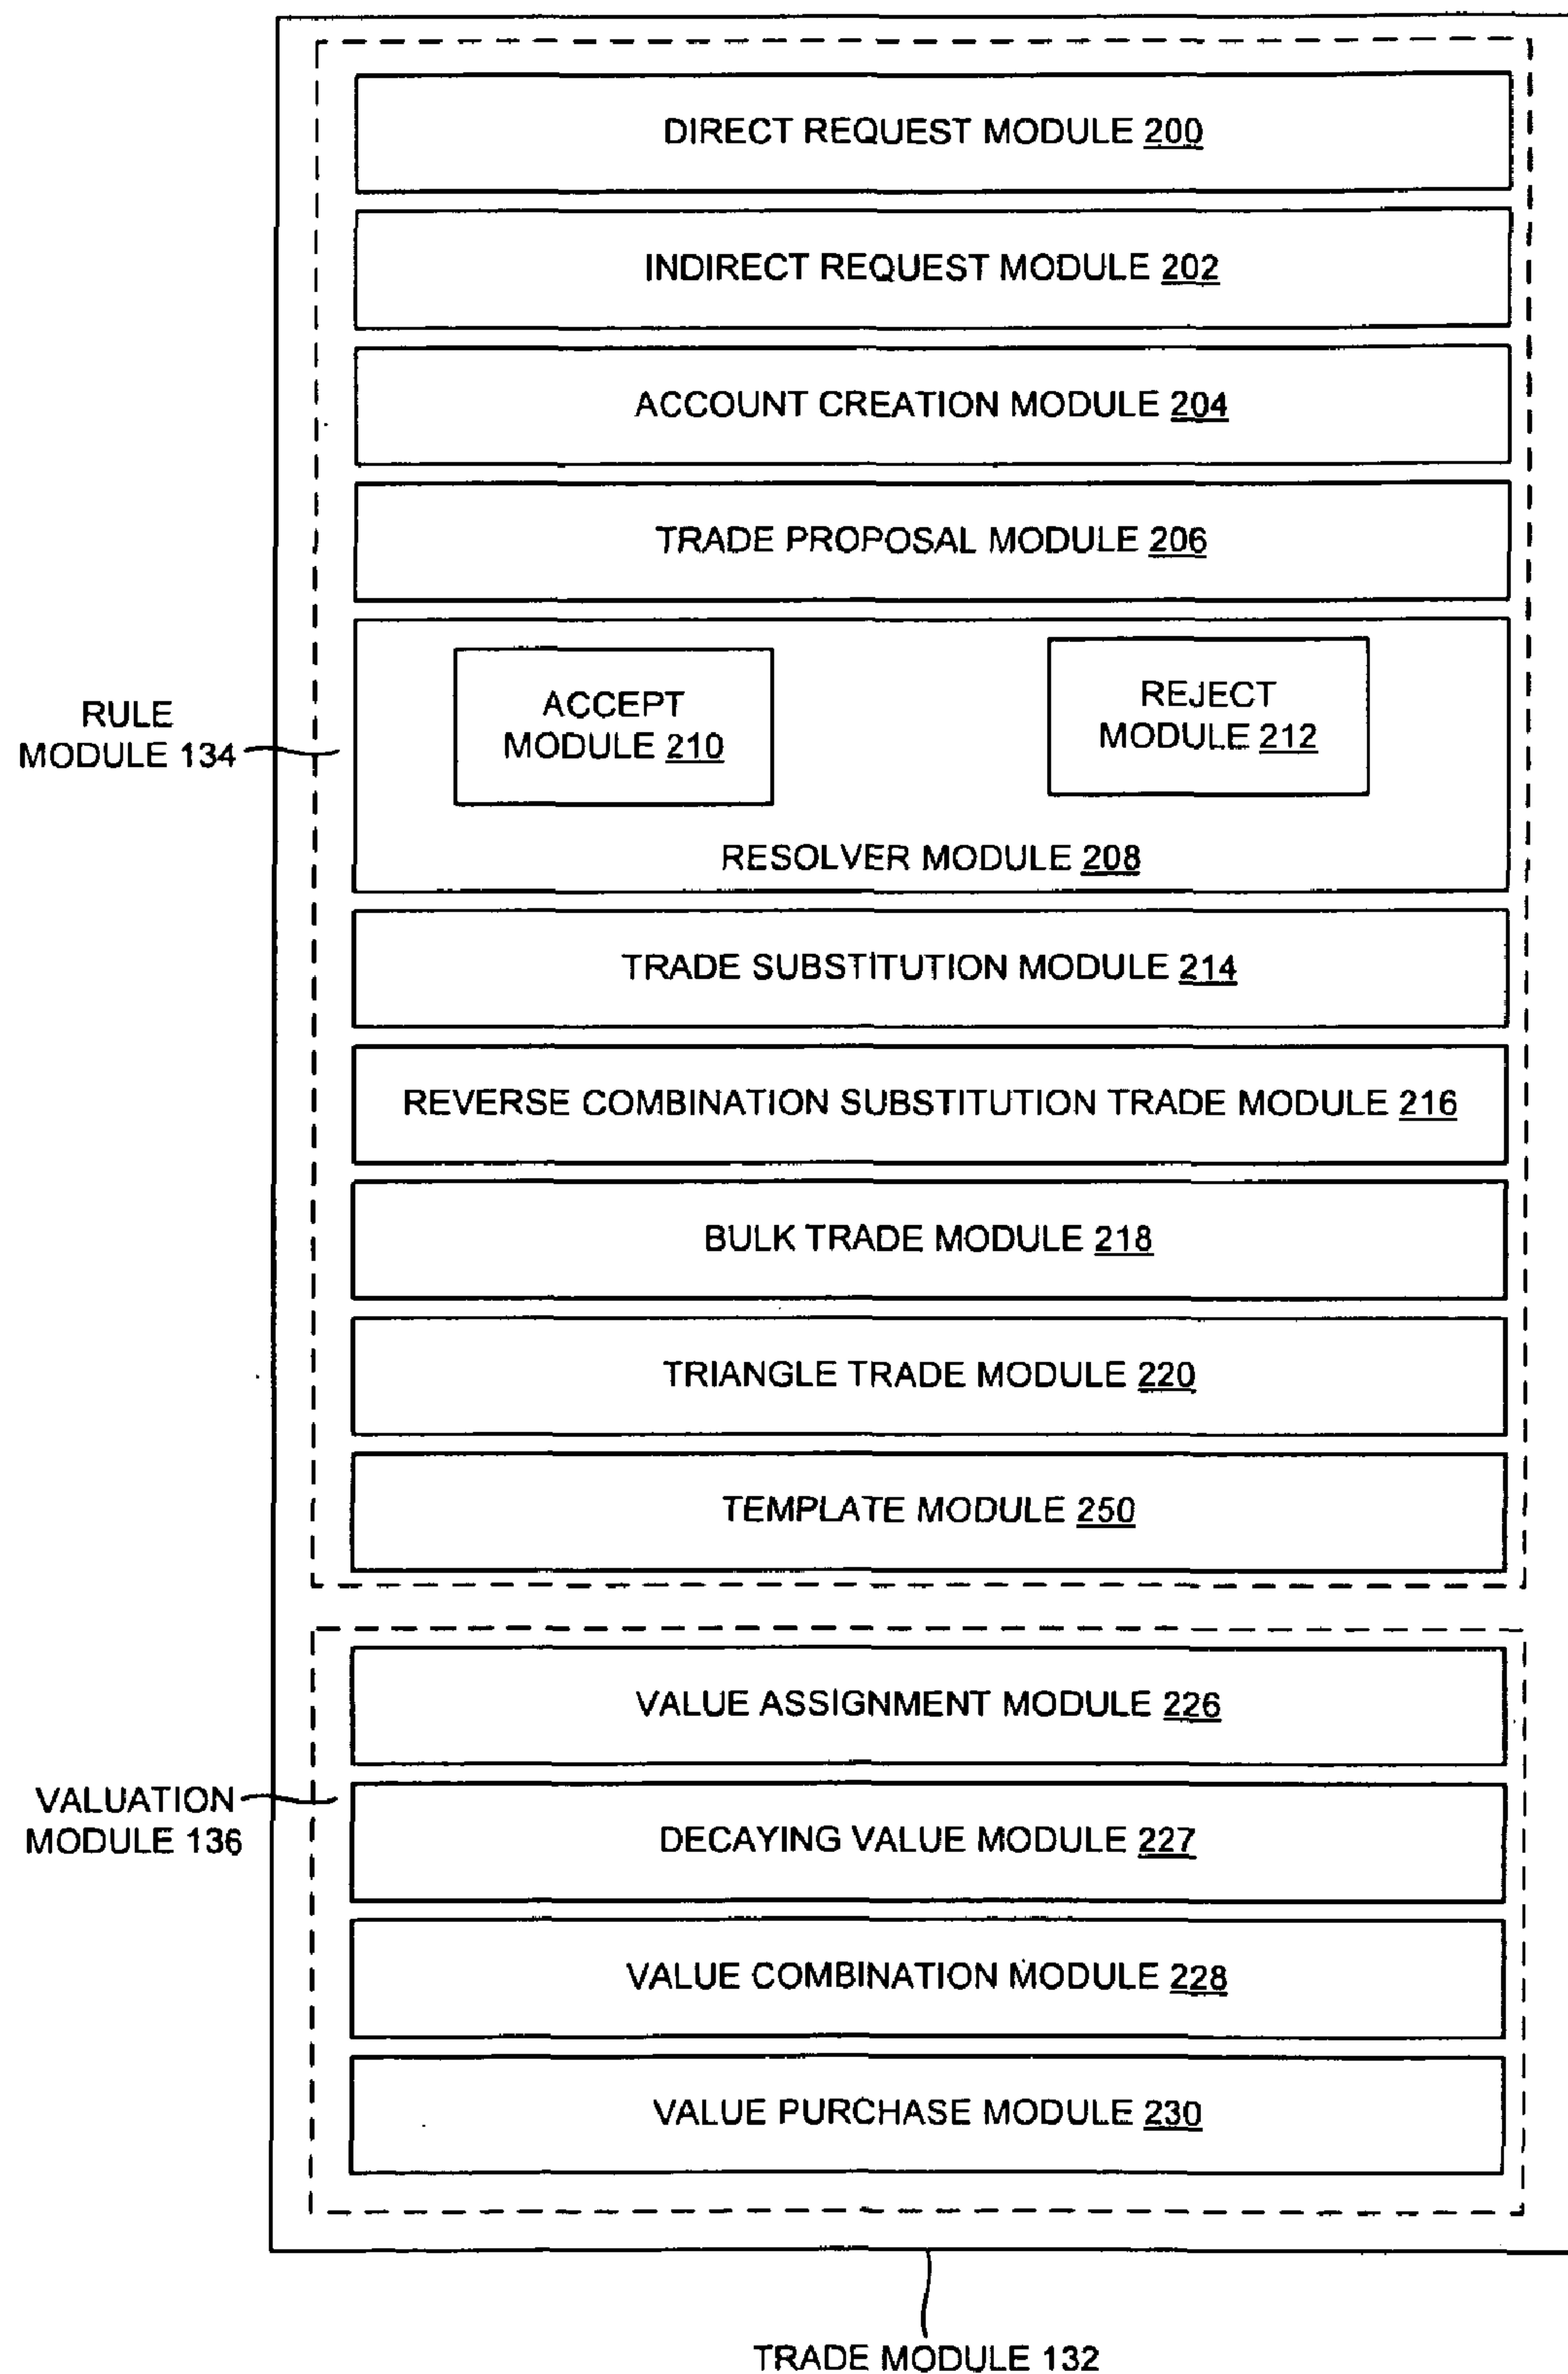 DIRECT REQUEST MODULE 200
INDIRECT REQUEST MODULE 202
ACCOUNT CREATION MODULE 204
TRADE PROPOSAL MODULE 206
RULE
MODULE 134
ACCEPT
MODULE 210
REJECT
MODULE 212
RESOLVER MODULE 208
TRADE SUBSTITUTION MODULE 214
REVERSE COMBINATION SUBSTITUTION TRADE MODULE 216
BULK TRADE MODULE 218
TRIANGLE TRADE MODULE 220
TEMPLATE MODULE 250
VALUE ASSIGNMENT MODULE 226
VALUATION
MODULE 136
DECAYING VALUE MODULE 227
VALUE COMBINATION MODULE 228
VALUE PURCHASE MODULE 230
TRADE MODULE 132